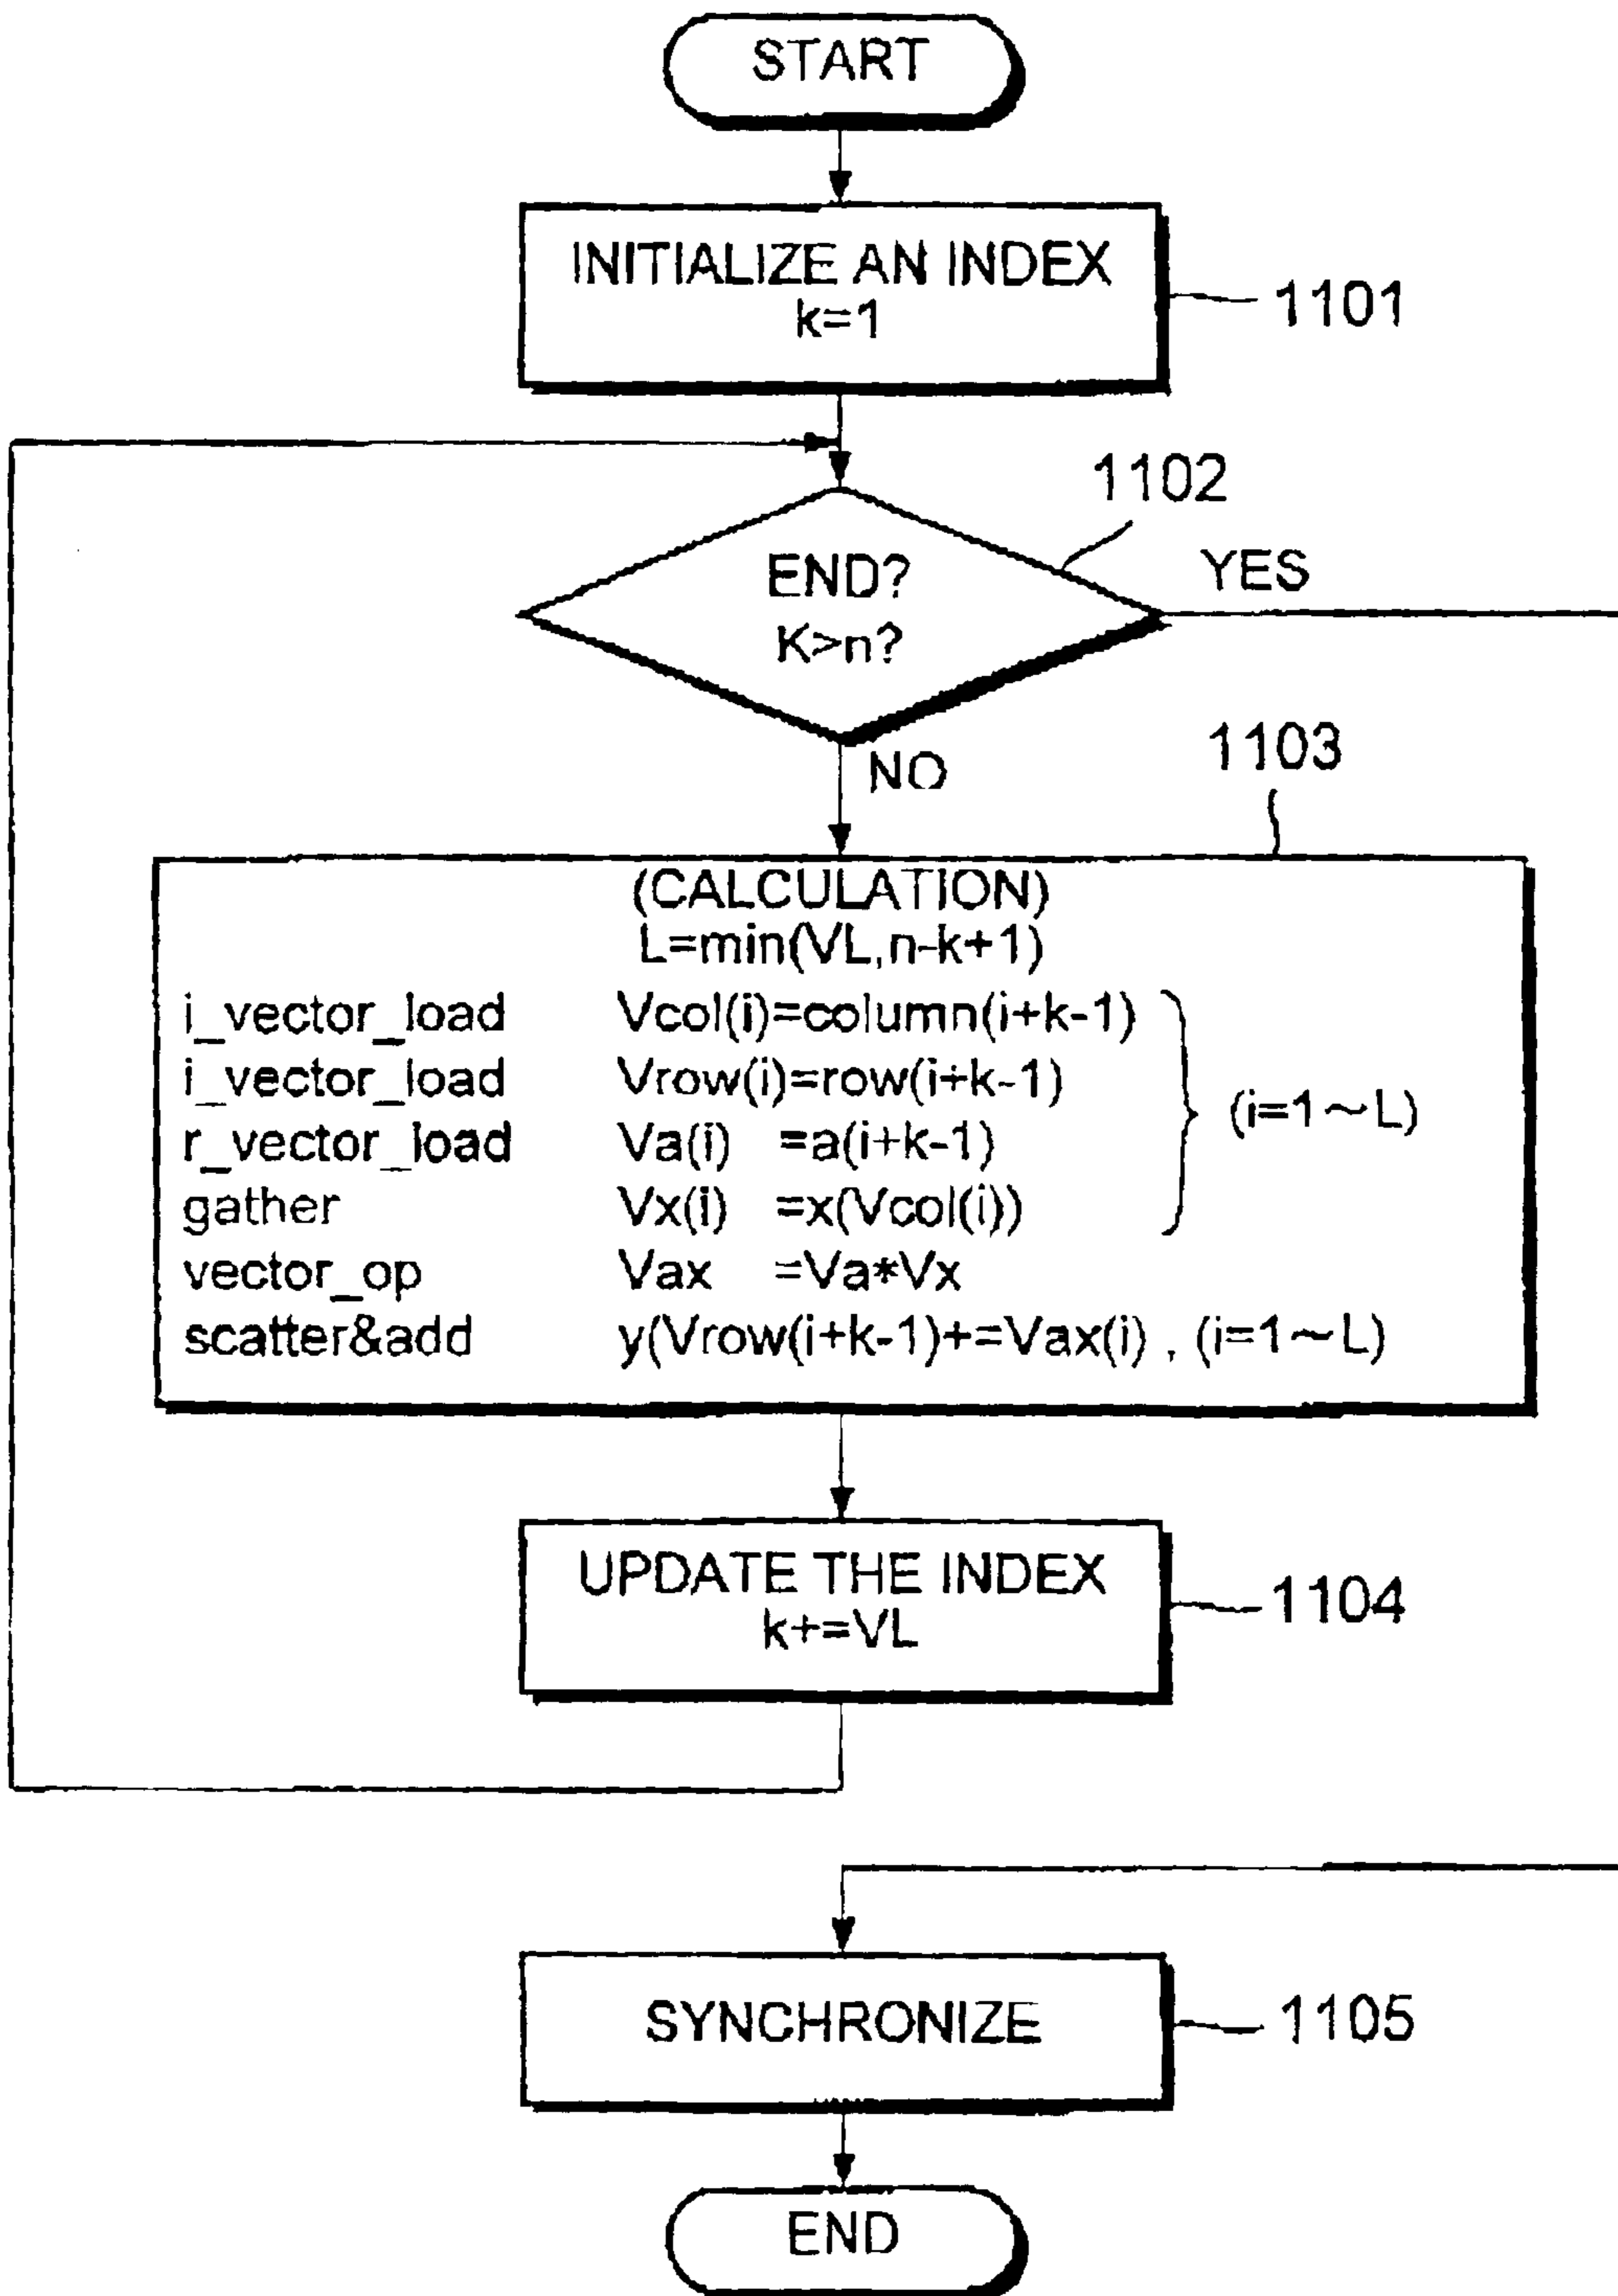 START
INITIALIZE AN INDEX
k=1
1101
1102
END?
K>n?
YES
NO
1103
(CALCULATION)
L=min(VL,n-k+1)
i_vector_load Vcol(i)=column(i+k-1)
i_vector_load Vrow(i)=row(i+k-1)
(i=1~L)
r_vector_load Va(i) =a(i+k-1)
gather Vx(i) =x(Vcol(i))
vector_op Vax =Va*Vx
scatter&add y(Vrow(i+k-1)+=Vax(i) , (i=1~L)
UPDATE THE INDEX
k+=VL
1104
SYNCHRONIZE
1105
END